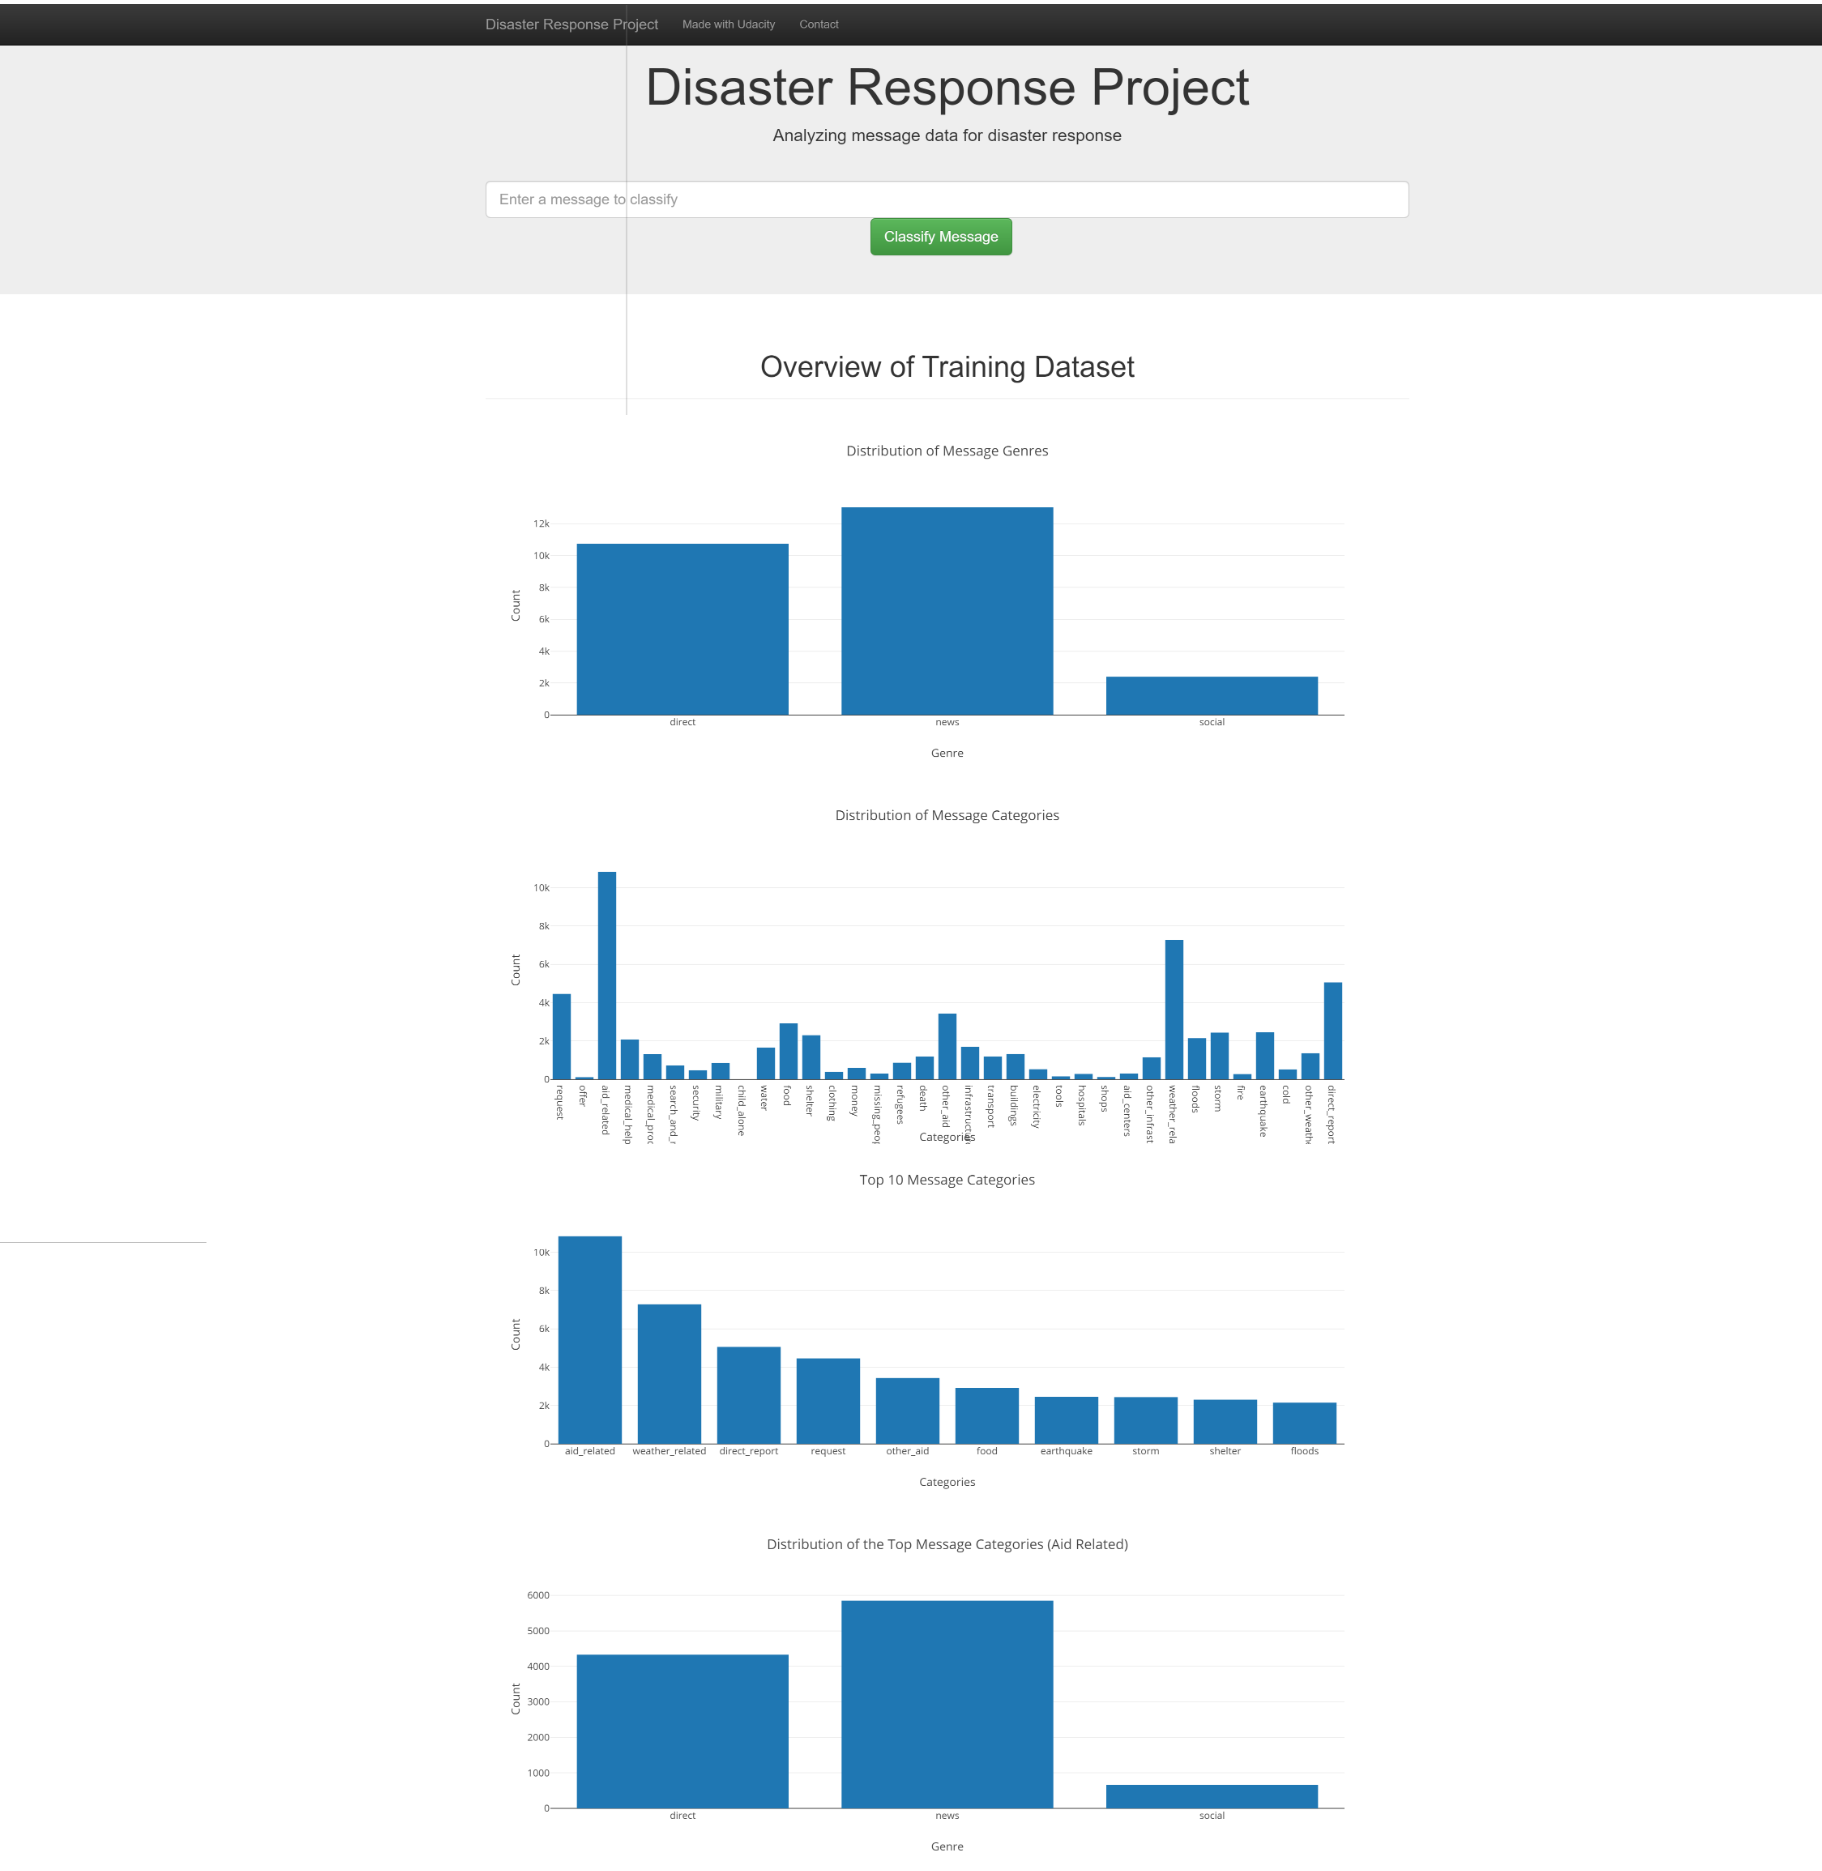 Disaster Response Project Made with Udacity Contact
Disaster Response Project
Analyzing message data for disaster response
Enter a message to classify
Classify Message
Overview of Training Dataset
Distribution of Message Genres
12k
10k
8k
6k
4k
2k
0
Count
direct news social
Genre
Distribution of Message Categories
10k
8k
6k
4k
2k
0
Count
request
offer
aid_related
medical_help
medical_proc
search_and_r
security
military
child_alone
water
food
shelter
clothing
money
missing_peop
refugees
death
other_aid
infrastructure
transport
buildings
electricity
tools
hospitals
shops
aid_centers
other_infrast
weather_rela
floods
storm
fire
earthquake
cold
other_weath
direct_report
Categories
Top 10 Message Categories
10k
8k
6k
4k
2k
0
Count
aid_related weather_related direct_report request other_aid food earthquake storm shelter floods
Categories
Distribution of the Top Message Categories (Aid Related)
6000
5000
4000
3000
2000
1000
0
Count
direct news social
Genre